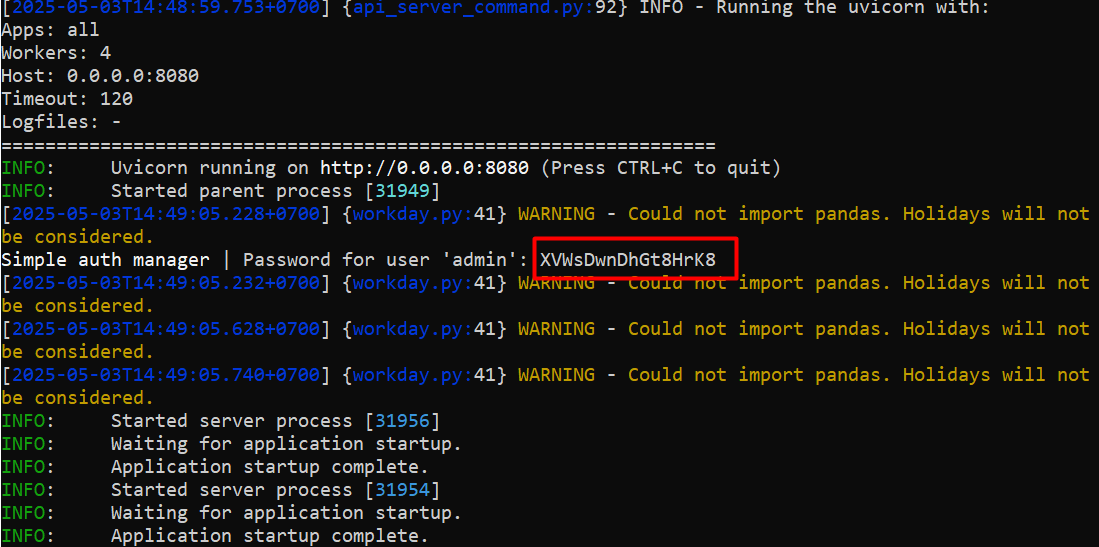 [2025-05-03T14:48:59.753+0700] {api_server_command.py:92} INFO - Running the uvicorn with:
Apps: all
Workers: 4
Host: 0.0.0.0:8080
Timeout: 120
Logfiles: -
=================================================================
INFO:     Uvicorn running on http://0.0.0.0:8080 (Press CTRL+C to quit)
INFO:     Started parent process [31949]
[2025-05-03T14:49:05.228+0700] {workday.py:41} WARNING - Could not import pandas. Holidays will not
be considered.
Simple auth manager | Password for user 'admin': XVWsDwnDhGt8HrK8
[2025-05-03T14:49:05.232+0700] {workday.py:41} WARNING - Could not import pandas. Holidays will not
be considered.
[2025-05-03T14:49:05.628+0700] {workday.py:41} WARNING - Could not import pandas. Holidays will not
be considered.
[2025-05-03T14:49:05.740+0700] {workday.py:41} WARNING - Could not import pandas. Holidays will not
be considered.
INFO:     Started server process [31956]
INFO:     Waiting for application startup.
INFO:     Application startup complete.
INFO:     Started server process [31954]
INFO:     Waiting for application startup.
INFO:     Application startup complete.